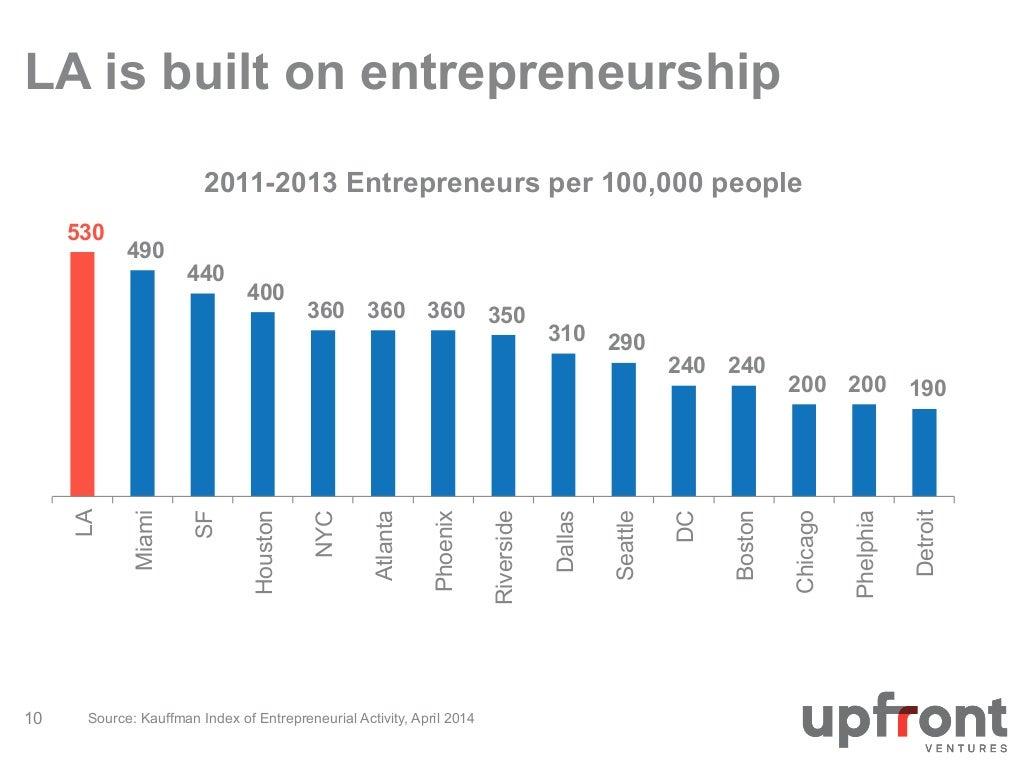 LA is built on entrepreneurship
2011-2013 Entrepreneurs per 100,000 people
530
490
440
400
360
360
360
350
310
290
240
240
200
200
190
LA
Miami
SF
Houston
NYC
Atlanta
Phoenix
Riverside
Dallas
Seattle
DC
Boston
Chicago
Phelphia
Detroit
10
Source: Kauffman Index of Entrepreneurial Activity, April 2014
upfront
VENTURES